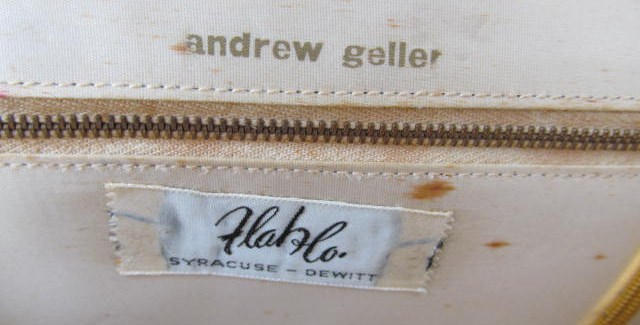 andrew geller
Flah & Co.
SYRACUSE – DEWITT